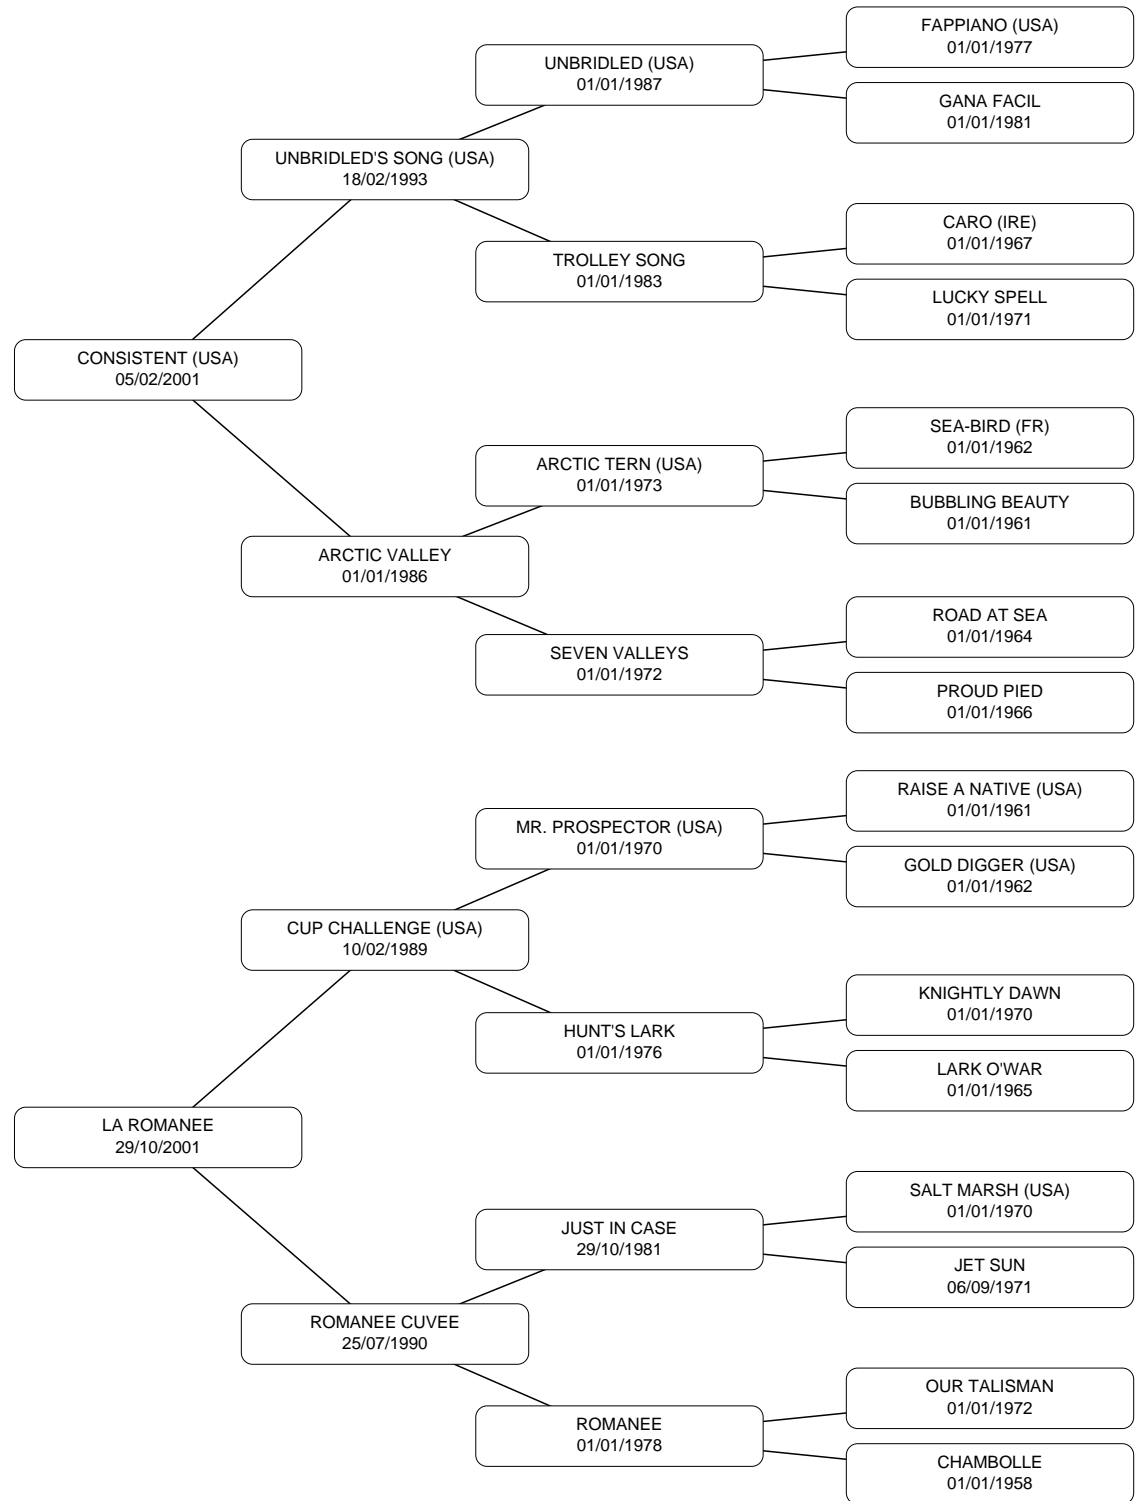 FAPPIANO (USA)
01/01/1977
UNBRIDLED (USA)
01/01/1987
GANA FACIL
01/01/1981
UNBRIDLED'S SONG (USA)
18/02/1993
CARO (IRE)
01/01/1967
TROLLEY SONG
01/01/1983
LUCKY SPELL
01/01/1971
CONSISTENT (USA)
05/02/2001
SEA-BIRD (FR)
01/01/1962
ARCTIC TERN (USA)
01/01/1973
BUBBLING BEAUTY
01/01/1961
ARCTIC VALLEY
01/01/1986
ROAD AT SEA
01/01/1964
SEVEN VALLEYS
01/01/1972
PROUD PIED
01/01/1966
RAISE A NATIVE (USA)
01/01/1961
MR. PROSPECTOR (USA)
01/01/1970
GOLD DIGGER (USA)
01/01/1962
CUP CHALLENGE (USA)
10/02/1989
KNIGHTLY DAWN
01/01/1970
HUNT'S LARK
01/01/1976
LARK O'WAR
01/01/1965
LA ROMANEE
29/10/2001
SALT MARSH (USA)
01/01/1970
JUST IN CASE
29/10/1981
JET SUN
06/09/1971
ROMANEE CUVEE
25/07/1990
OUR TALISMAN
01/01/1972
ROMANEE
01/01/1978
CHAMBOLLE
01/01/1958